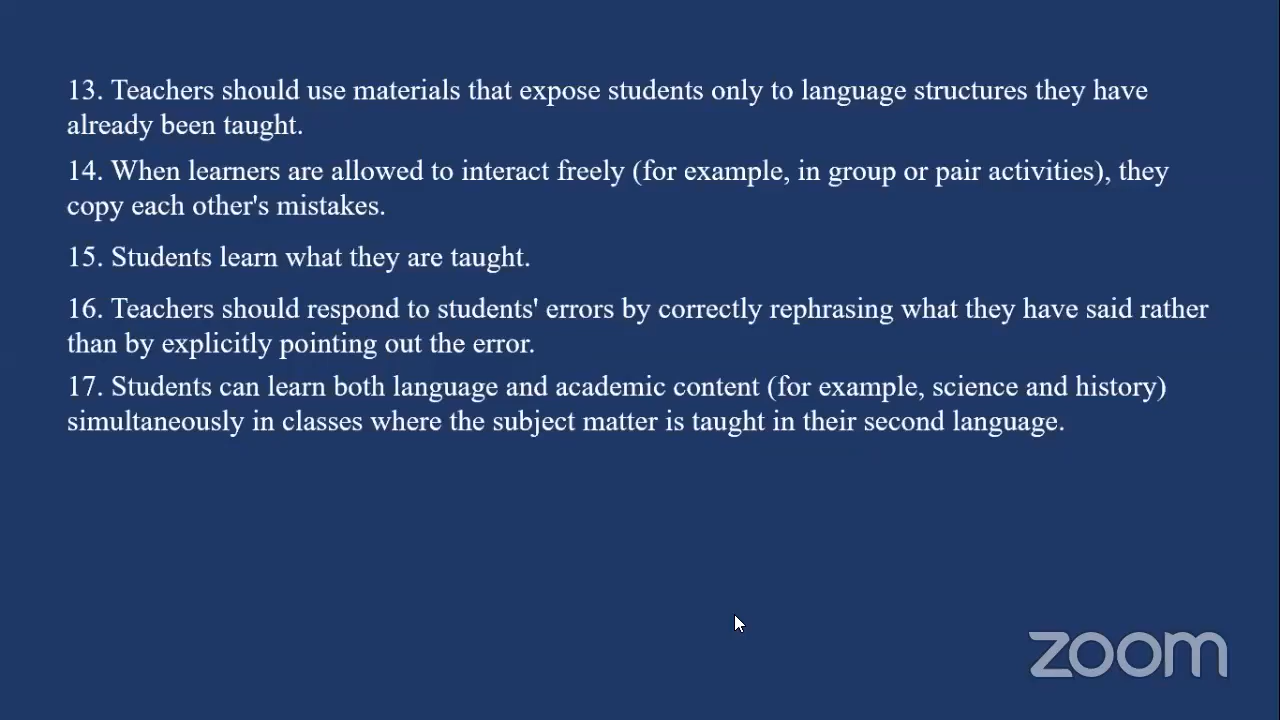 13. Teachers should use materials that expose students only to language structures they have
already been taught.
14. When learners are allowed to interact freely (for example, in group or pair activities), they
copy each other's mistakes.
15. Students learn what they are taught.
16. Teachers should respond to students' errors by correctly rephrasing what they have said rather
than by explicitly pointing out the error.
17. Students can learn both language and academic content (for example, science and history)
simultaneously in classes where the subject matter is taught in their second language.
zoom